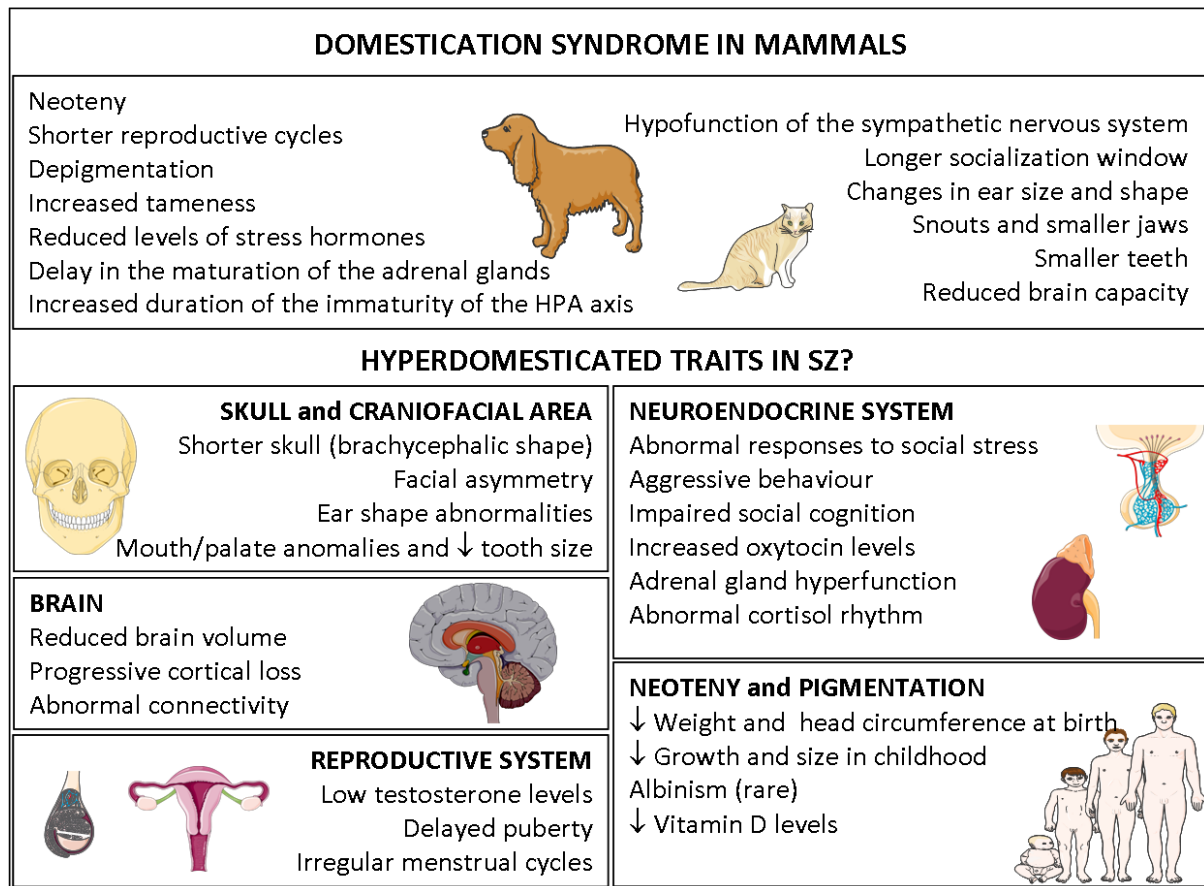 DOMESTICATION SYNDROME IN MAMMALS
Neoteny
Shorter reproductive cycles
Depigmentation
Increased tameness
Reduced levels of stress hormones
Delay in the maturation of the adrenal glands
Increased duration of the immaturity of the HPA axis
Hypofunction of the sympathetic nervous system
Longer socialization window
Changes in ear size and shape
Snouts and smaller jaws
Smaller teeth
Reduced brain capacity
HYPERDOMESTICATED TRAITS IN SZ?
SKULL and CRANIOFACIAL AREA
Shorter skull (brachycephalic shape)
Facial asymmetry
Ear shape abnormalities
Mouth/palate anomalies and ↓ tooth size
BRAIN
Reduced brain volume
Progressive cortical loss
Abnormal connectivity
REPRODUCTIVE SYSTEM
Low testosterone levels
Delayed puberty
Irregular menstrual cycles
NEUROENDOCRINE SYSTEM
Abnormal responses to social stress
Aggressive behaviour
Impaired social cognition
Increased oxytocin levels
Adrenal gland hyperfunction
Abnormal cortisol rhythm
NEOTENY and PIGMENTATION
↓ Weight and head circumference at birth
↓ Growth and size in childhood
Albinism (rare)
↓ Vitamin D levels